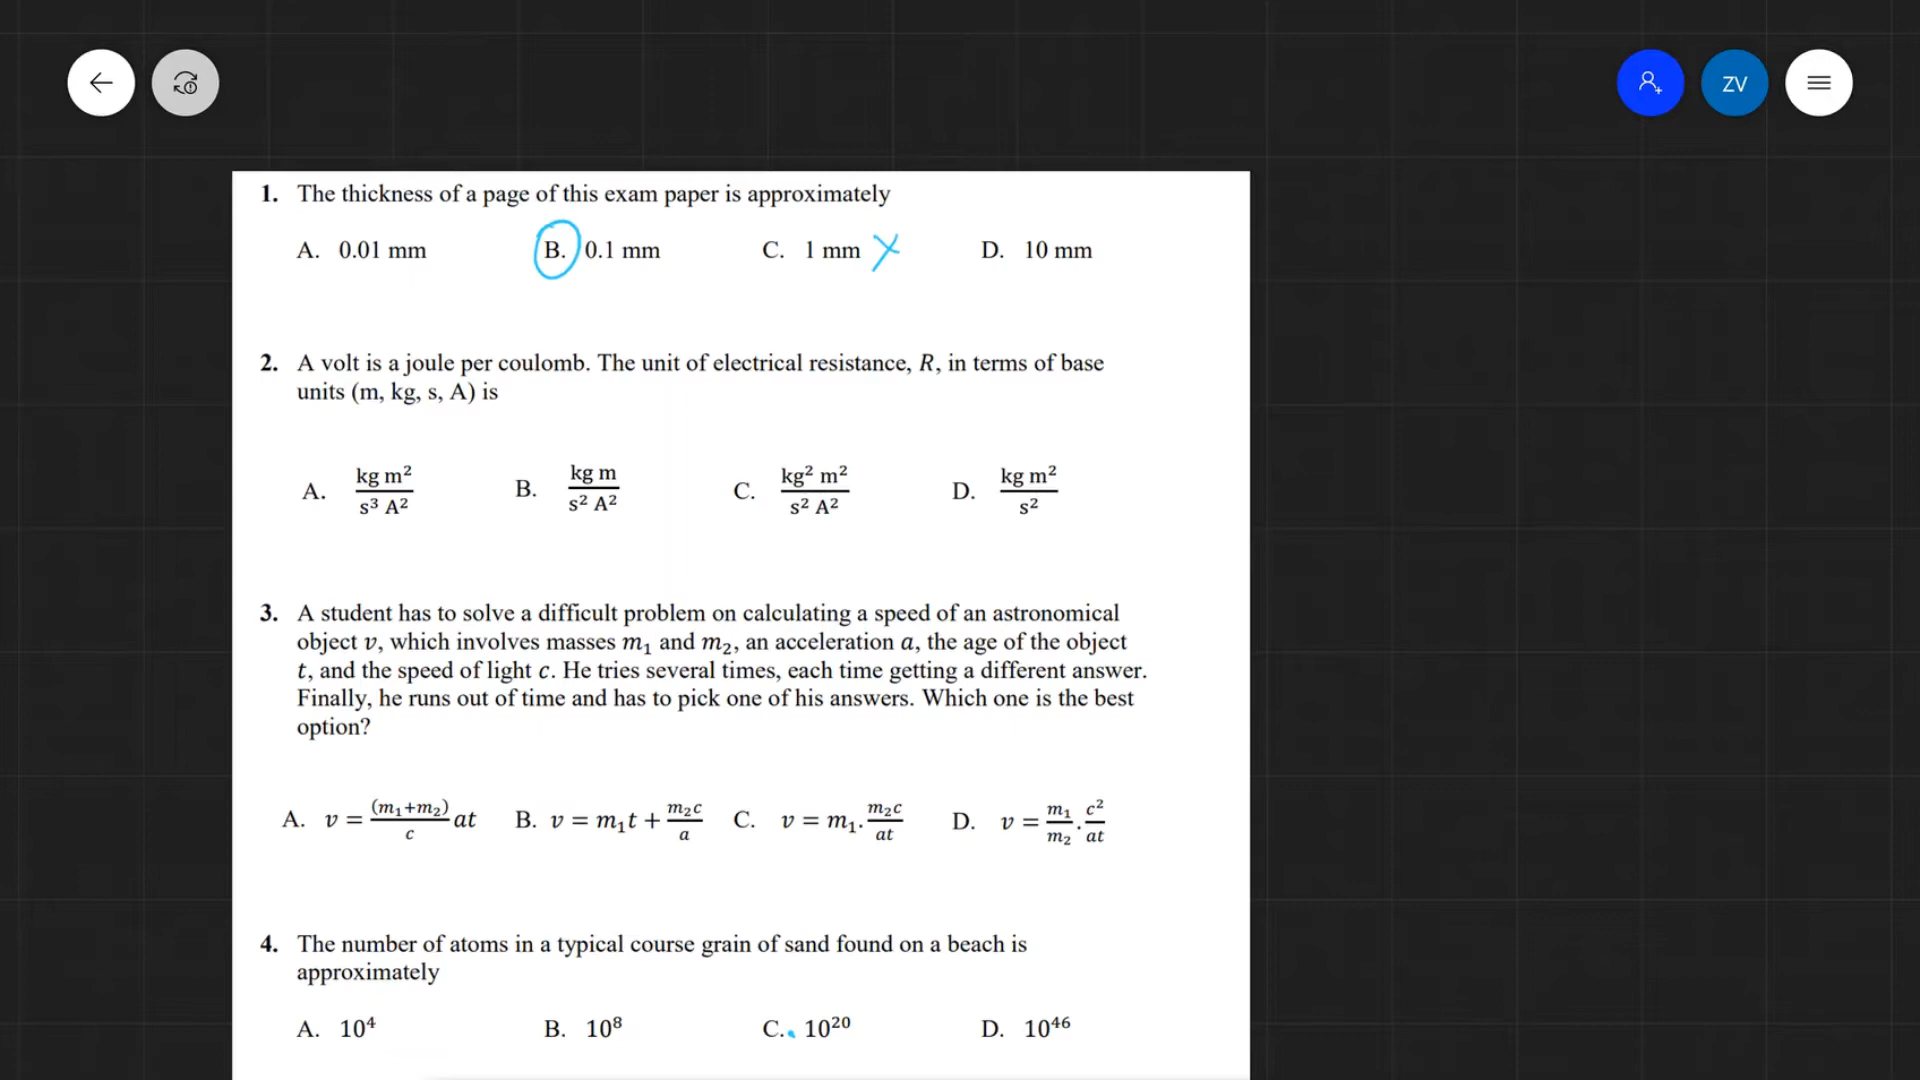 ZV
1. The thickness of a page of this exam paper is approximately
A. 0.01 mm B. 0.1 mm C. 1 mm D. 10 mm
2. A volt is a joule per coulomb. The unit of electrical resistance, R, in terms of base
units (m, kg, s, A) is
A. kg m²/s³ A² B. kg m/s² A² C. kg² m²/s² A² D. kg m²/s²
3. A student has to solve a difficult problem on calculating a speed of an astronomical
object v, which involves masses m₁ and m₂, an acceleration a, the age of the object
t, and the speed of light c. He tries several times, each time getting a different answer.
Finally, he runs out of time and has to pick one of his answers. Which one is the best
option?
A. v = (m₁+m₂)/c at B. v = m₁t + m₂c/a C. v = m₁. m₂c/at D. v = m₁/m₂ . c²/at
4. The number of atoms in a typical course grain of sand found on a beach is
approximately
A. 10⁴ B. 10⁸ C. 10²⁰ D. 10⁴⁶